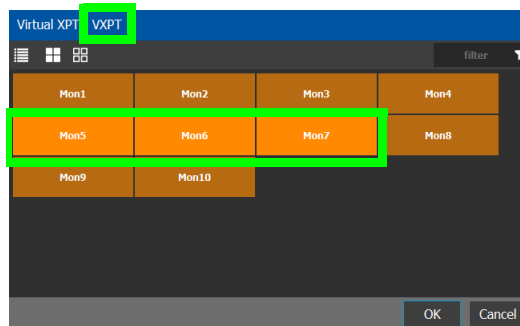 Virtual XPT VXPT
filter
Mon1 Mon2 Mon3 Mon4
Mon5 Mon6 Mon7 Mon8
Mon9 Mon10
OK Cancel